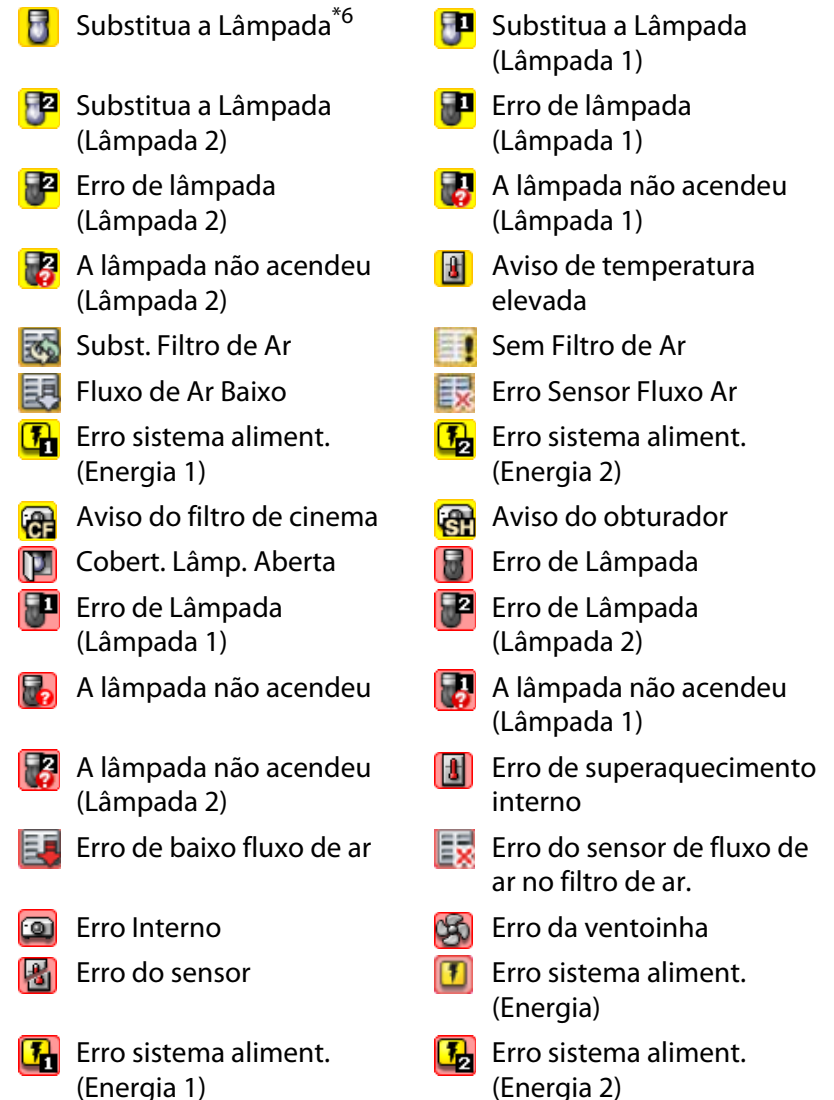 Substitua a Lâmpada*6
Substitua a Lâmpada
(Lâmpada 1)
Substitua a Lâmpada
(Lâmpada 2)
Erro de lâmpada
(Lâmpada 1)
Erro de lâmpada
(Lâmpada 2)
A lâmpada não acendeu
(Lâmpada 1)
A lâmpada não acendeu
(Lâmpada 2)
Aviso de temperatura
elevada
Subst. Filtro de Ar
Sem Filtro de Ar
Fluxo de Ar Baixo
Erro Sensor Fluxo Ar
Erro sistema aliment.
(Energia 1)
Erro sistema aliment.
(Energia 2)
CF Aviso do filtro de cinema
SH Aviso do obturador
Cobert. Lâmp. Aberta
Erro de Lâmpada
Erro de Lâmpada
(Lâmpada 1)
Erro de Lâmpada
(Lâmpada 2)
A lâmpada não acendeu
A lâmpada não acendeu
(Lâmpada 1)
A lâmpada não acendeu
(Lâmpada 2)
Erro de superaquecimento
interno
Erro de baixo fluxo de ar
Erro do sensor de fluxo de
ar no filtro de ar.
Erro Interno
Erro da ventoinha
Erro do sensor
Erro sistema aliment.
(Energia)
Erro sistema aliment.
(Energia 1)
Erro sistema aliment.
(Energia 2)